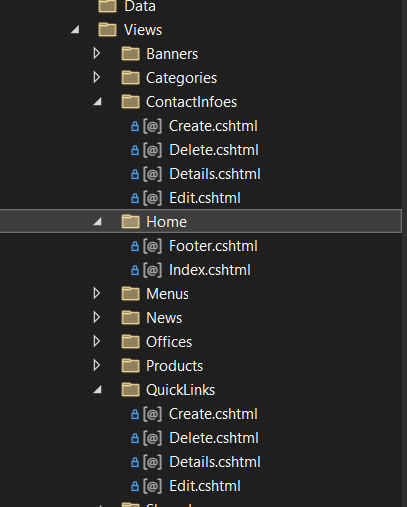 Data
Views
Banners
Categories
ContactInfoes
[@] Create.cshtml
[@] Delete.cshtml
[@] Details.cshtml
[@] Edit.cshtml
Home
[@] Footer.cshtml
[@] Index.cshtml
Menus
News
Offices
Products
QuickLinks
[@] Create.cshtml
[@] Delete.cshtml
[@] Details.cshtml
[@] Edit.cshtml